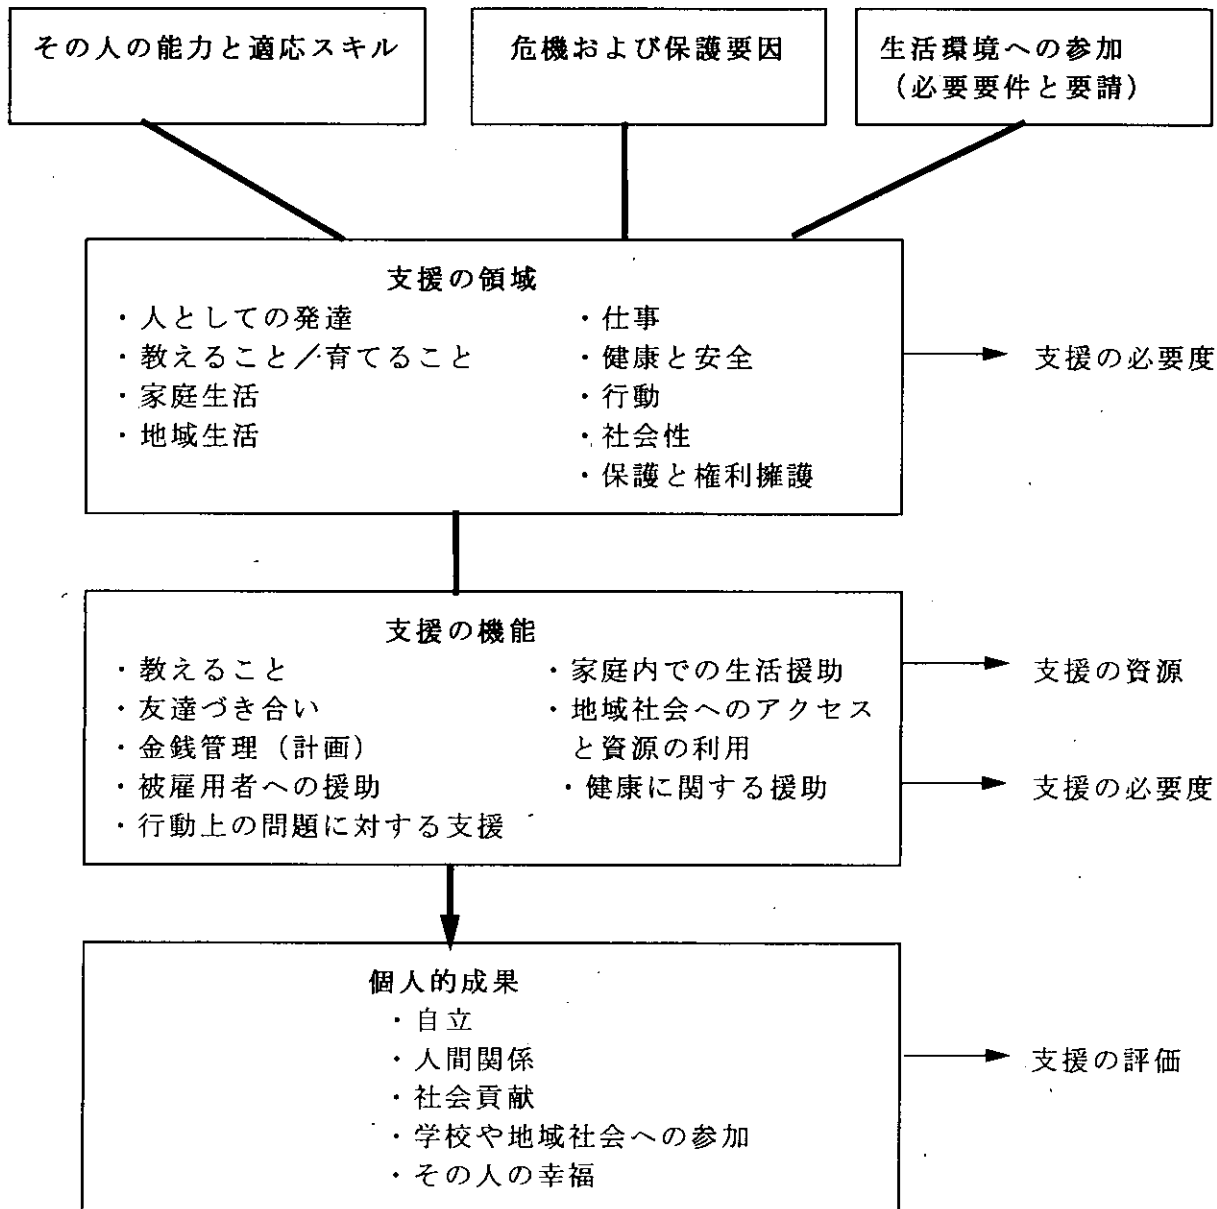 その人の能力と適応スキル
危機および保護要因
生活環境への参加
（必要要件と要請）
支援の領域
・人としての発達
・教えること／育てること
・家庭生活
・地域生活
・仕事
・健康と安全
・行動
・社会性
・保護と権利擁護
支援の必要度
支援の機能
・教えること
・友達づき合い
・金銭管理（計画）
・被雇用者への援助
・行動上の問題に対する支援
・家庭内での生活援助
・地域社会へのアクセス
と資源の利用
・健康に関する援助
支援の資源
支援の必要度
個人的成果
・自立
・人間関係
・社会貢献
・学校や地域社会への参加
・その人の幸福
支援の評価